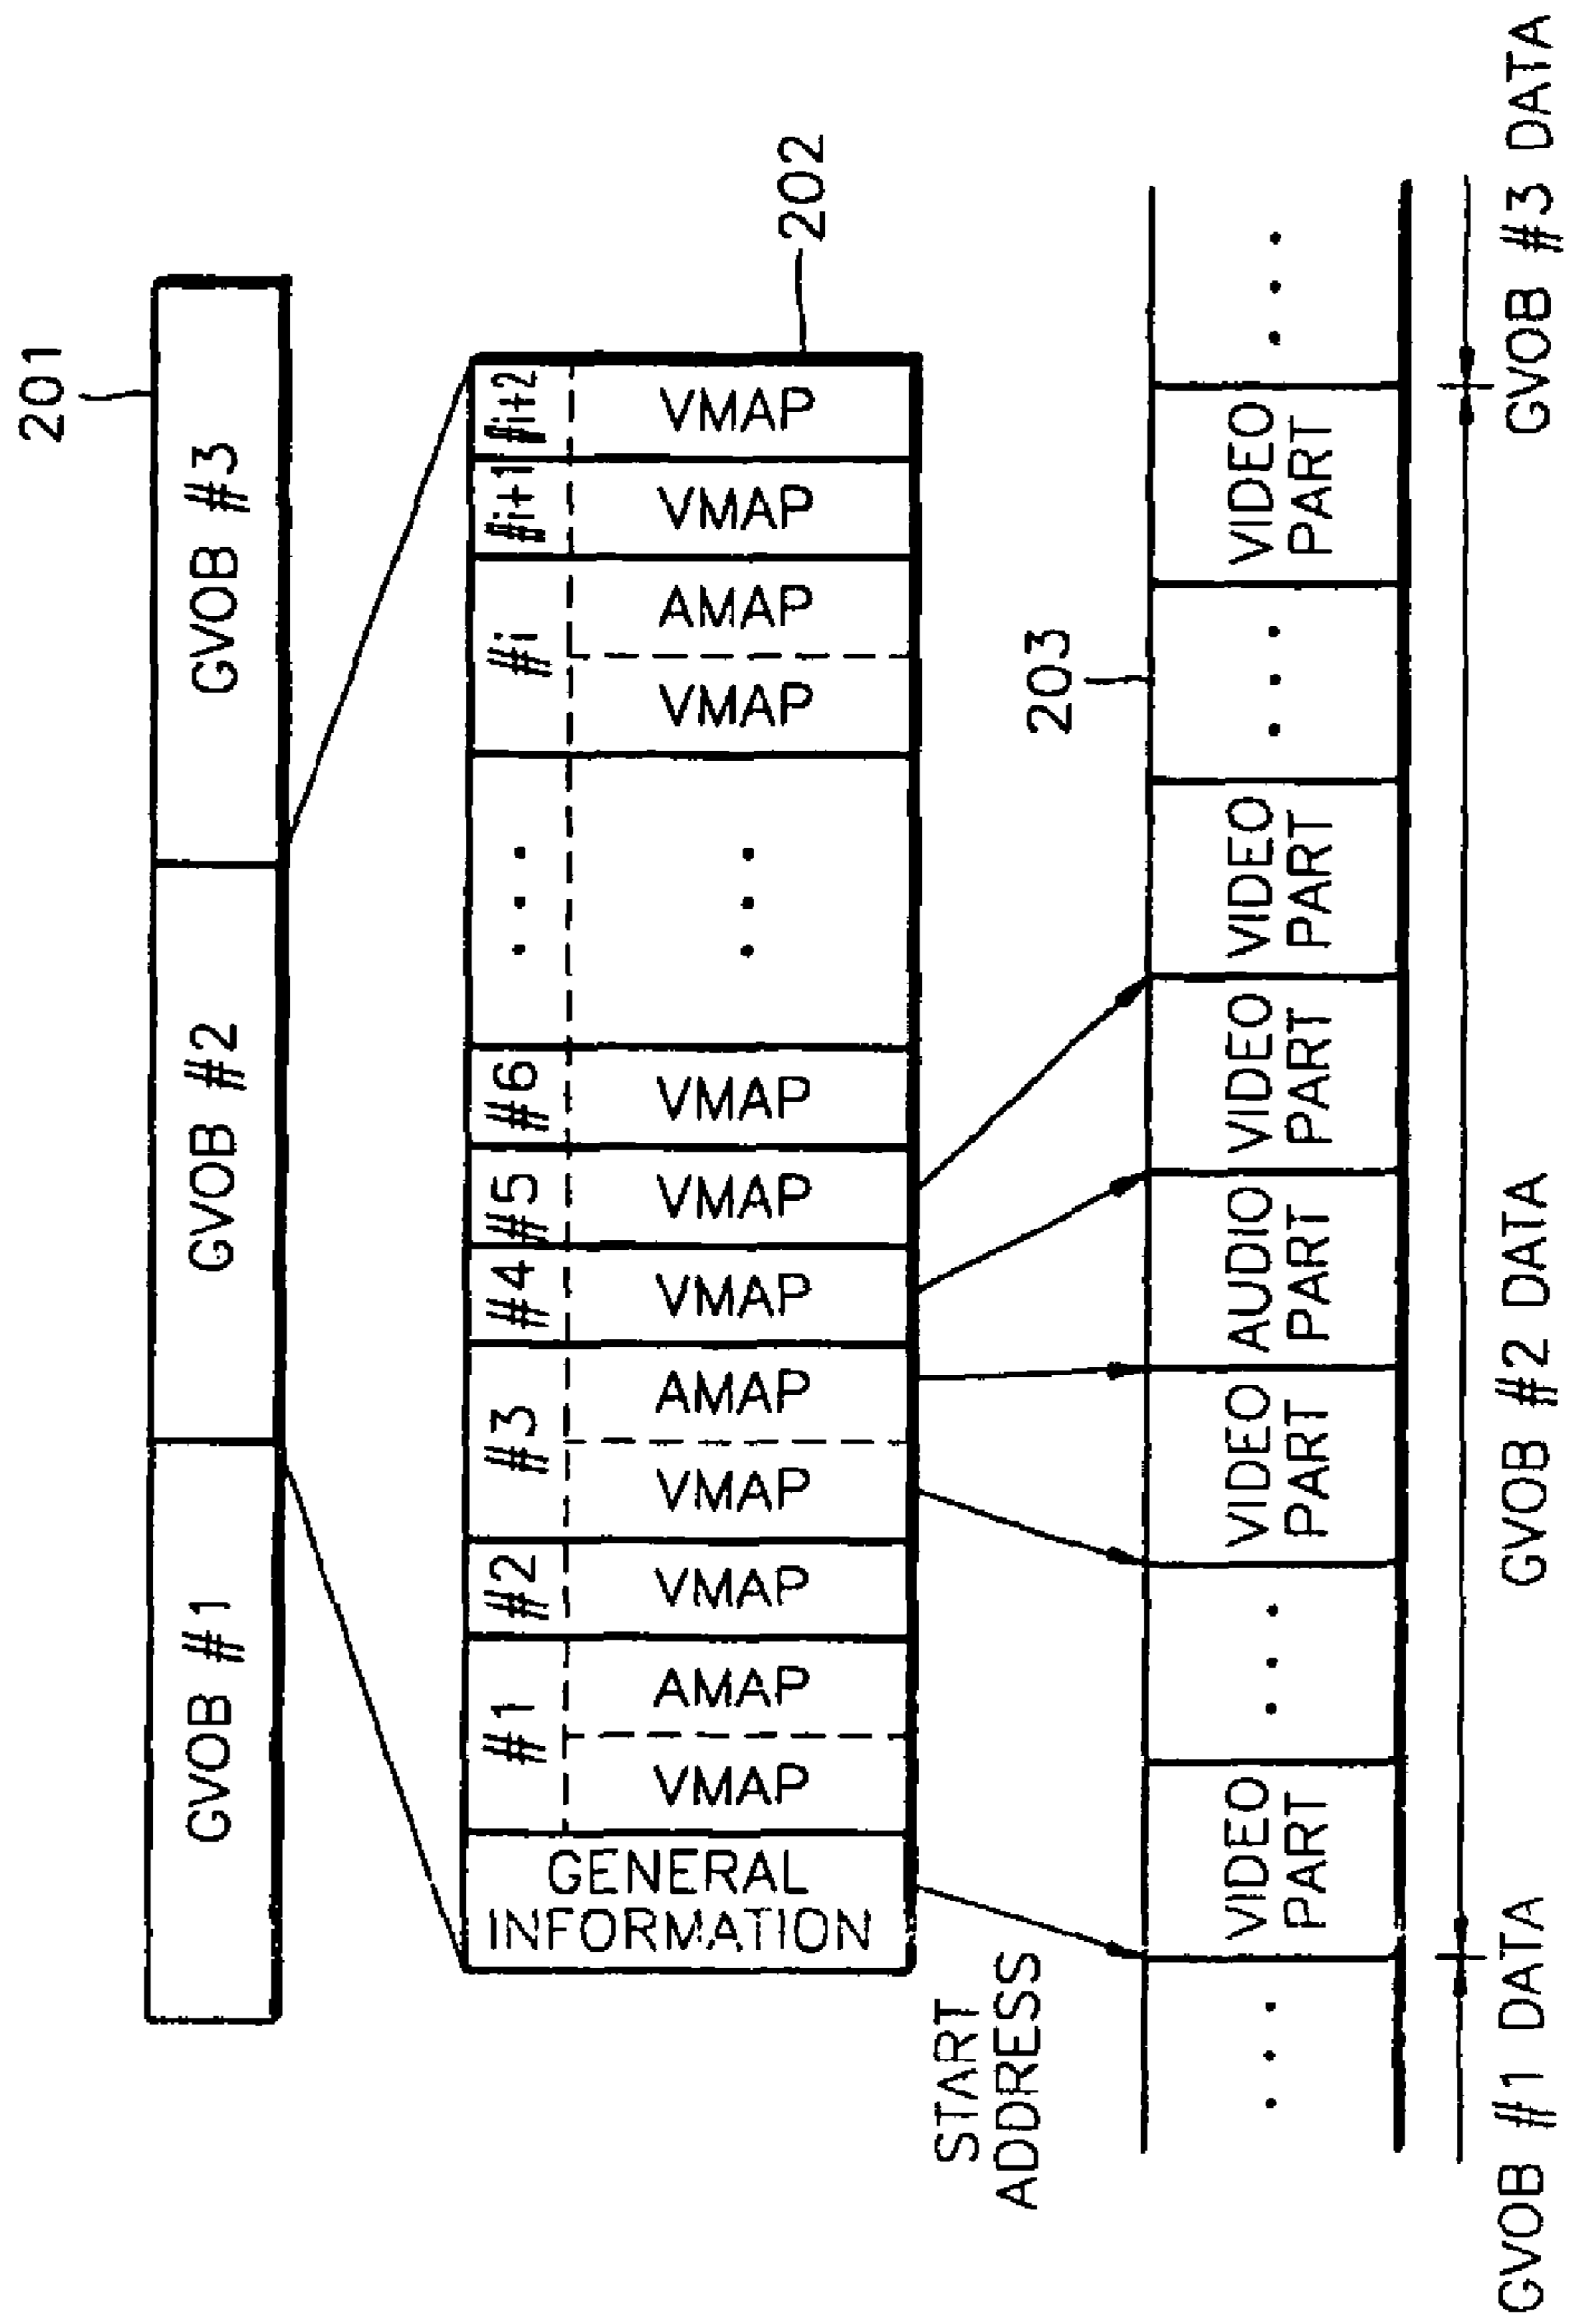 201
GVOB #1
GVOB #2
GVOB #3
202
GENERAL
INFORMATION
#1
#2
#3
#4
#5
#6
. . .
#i
#i+1
#i+2
VMAP
AMAP
VMAP
VMAP
AMAP
VMAP
VMAP
VMAP
. . .
VMAP
AMAP
VMAP
VMAP
START
ADDRESS
203
. . .
VIDEO
PART
. . .
VIDEO
PART
AUDIO
PART
VIDEO
PART
VIDEO
PART
. . .
VIDEO
PART
. . .
GVOB #1 DATA
GVOB #2 DATA
GVOB #3 DATA